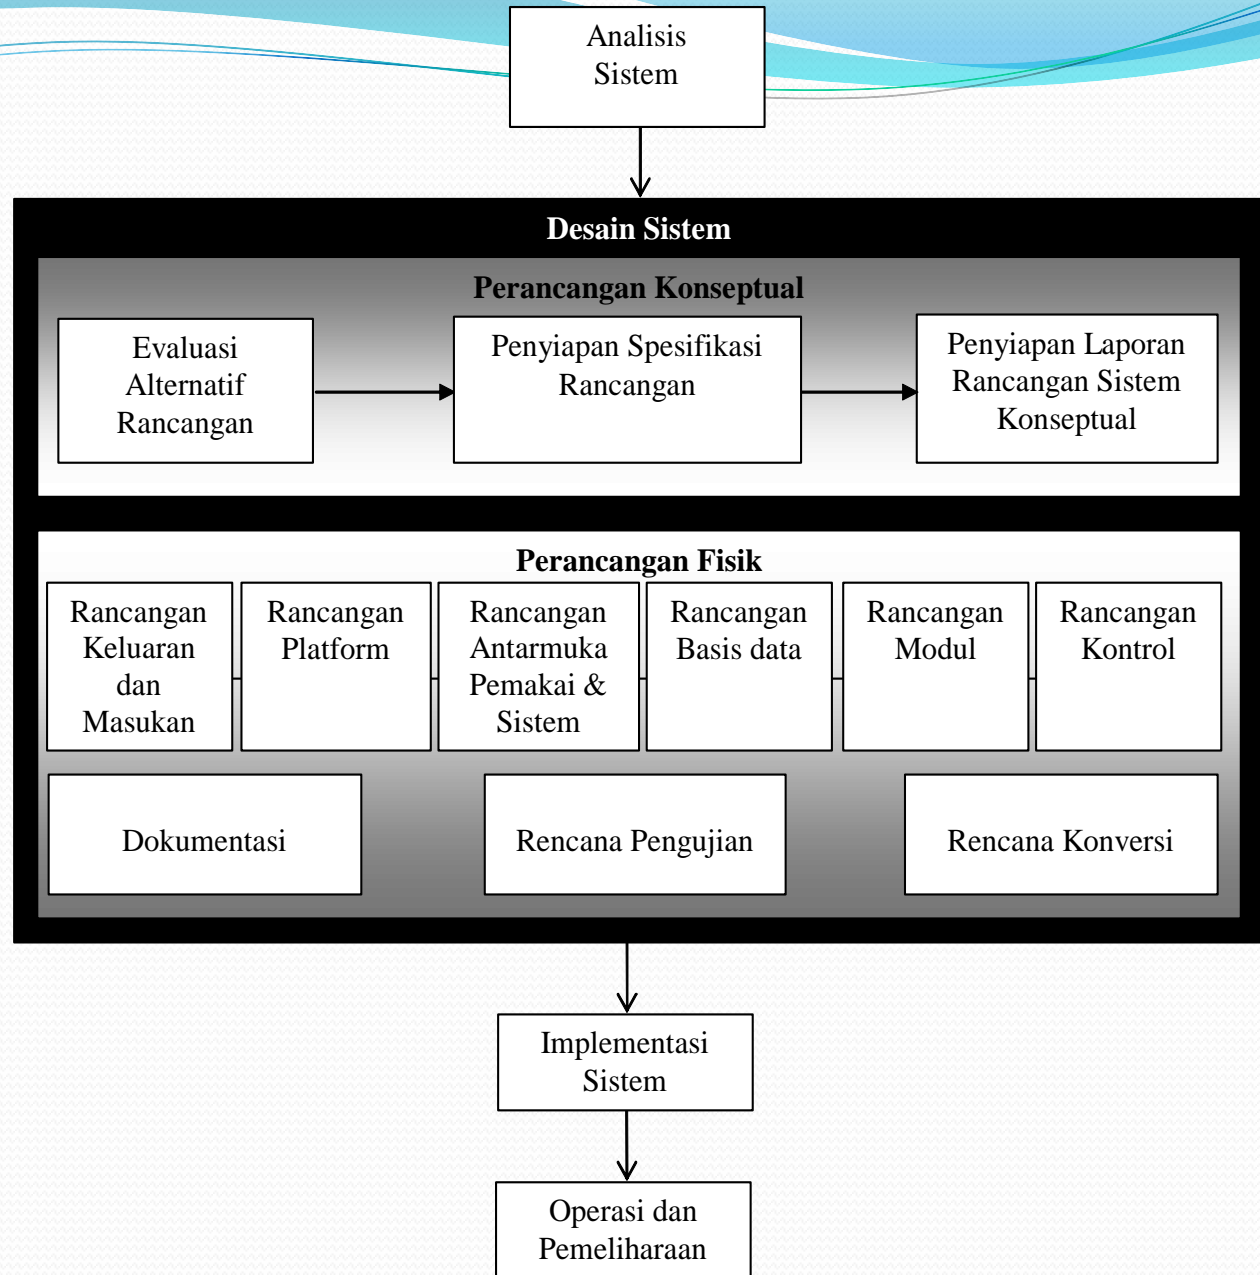 Analisis
Sistem
Desain Sistem
Perancangan Konseptual
Evaluasi
Alternatif
Rancangan
Penyiapan Spesifikasi
Rancangan
Penyiapan Laporan
Rancangan Sistem
Konseptual
Perancangan Fisik
Rancangan
Keluaran
dan
Masukan
Rancangan
Platform
Rancangan
Antarmuka
Pemakai &
Sistem
Rancangan
Basis data
Rancangan
Modul
Rancangan
Kontrol
Dokumentasi
Rencana Pengujian
Rencana Konversi
Implementasi
Sistem
Operasi dan
Pemeliharaan